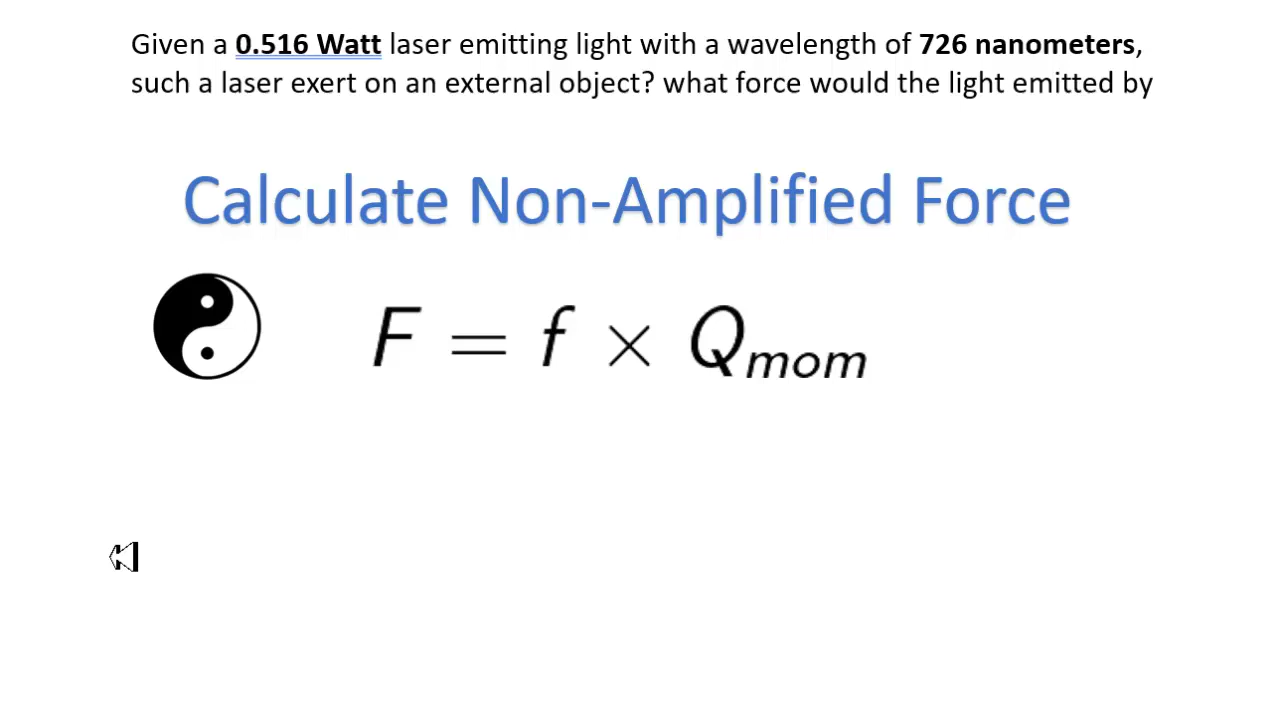 Given a 0.516 Watt laser emitting light with a wavelength of 726 nanometers,
such a laser exert on an external object? what force would the light emitted by
Calculate Non-Amplified Force
F = f × Qmom